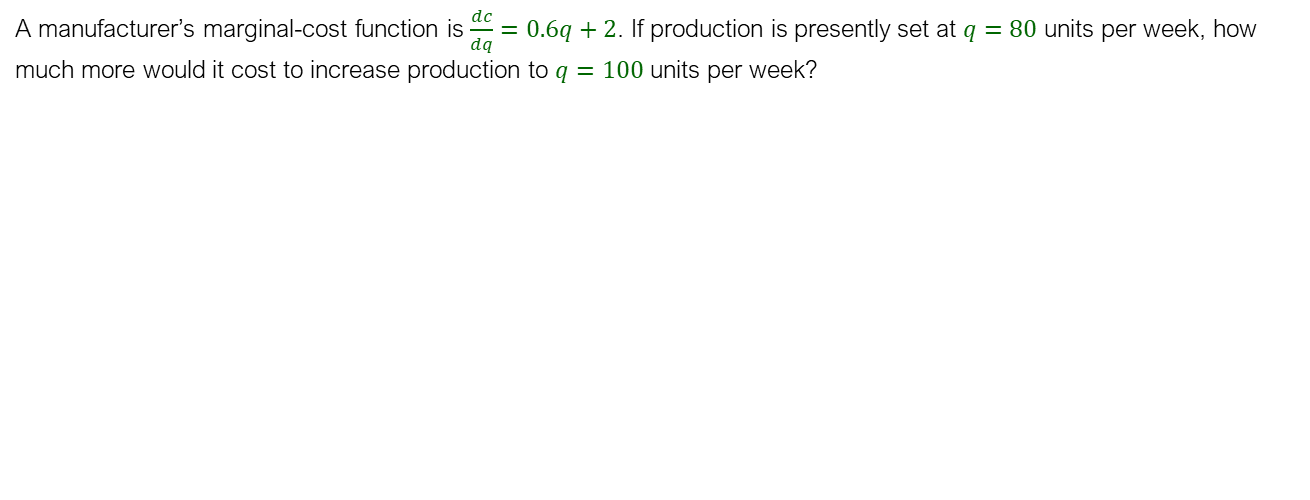 A manufacturer’s marginal-cost function is dc/dq = 0.6q + 2. If production is presently set at q = 80 units per week, how
much more would it cost to increase production to q = 100 units per week?